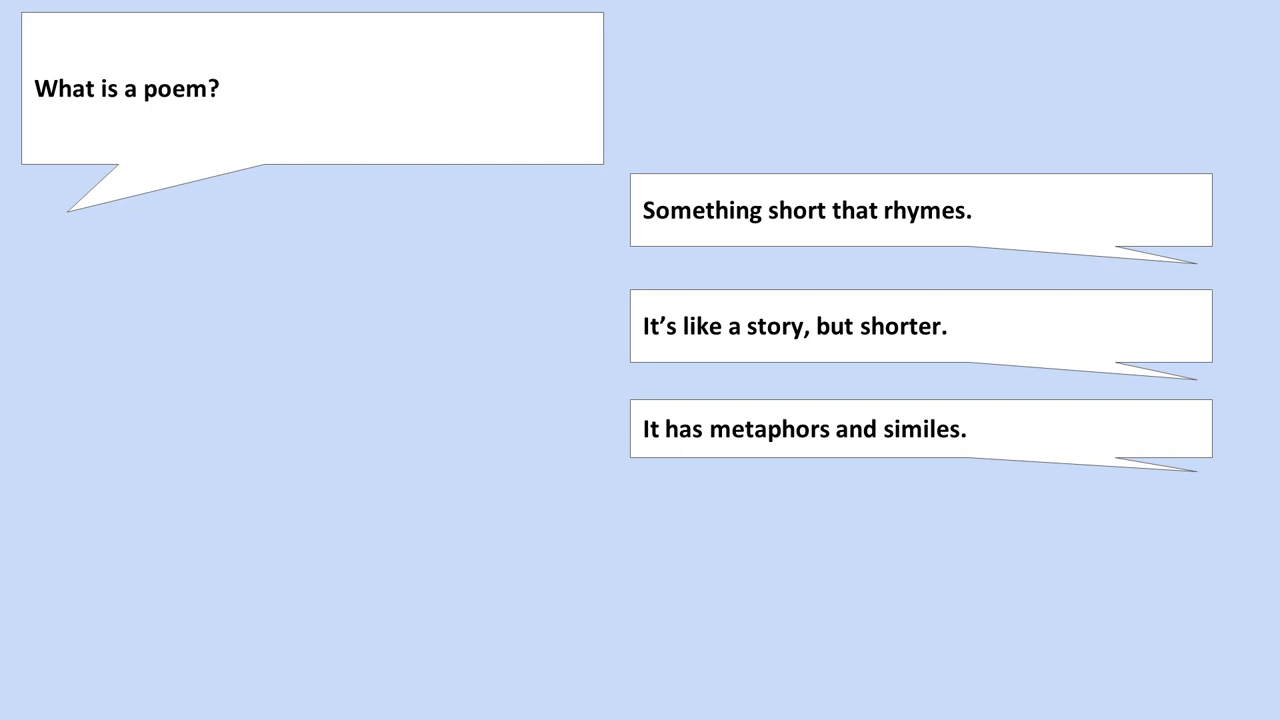 What is a poem?
Something short that rhymes.
It’s like a story, but shorter.
It has metaphors and similes.